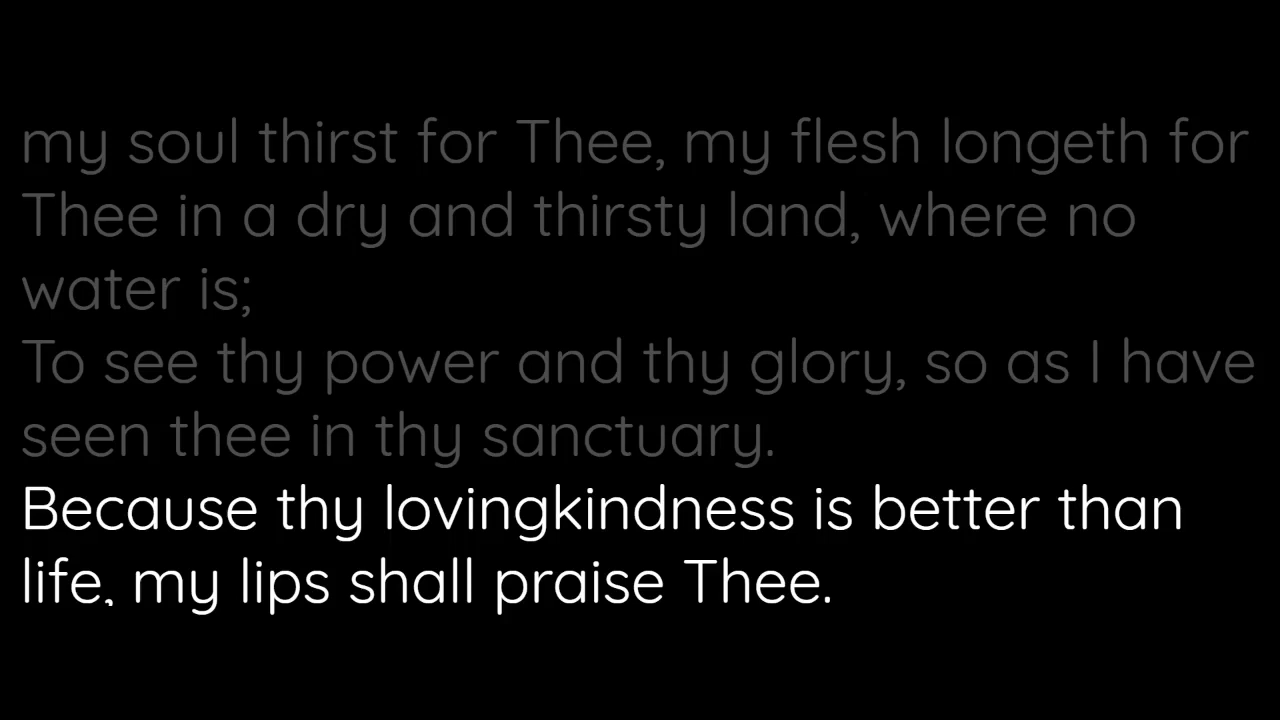 my soul thirst for Thee, my flesh longeth for
Thee in a dry and thirsty land, where no
water is;
To see thy power and thy glory, so as I have
seen thee in thy sanctuary.
Because thy lovingkindness is better than
life, my lips shall praise Thee.